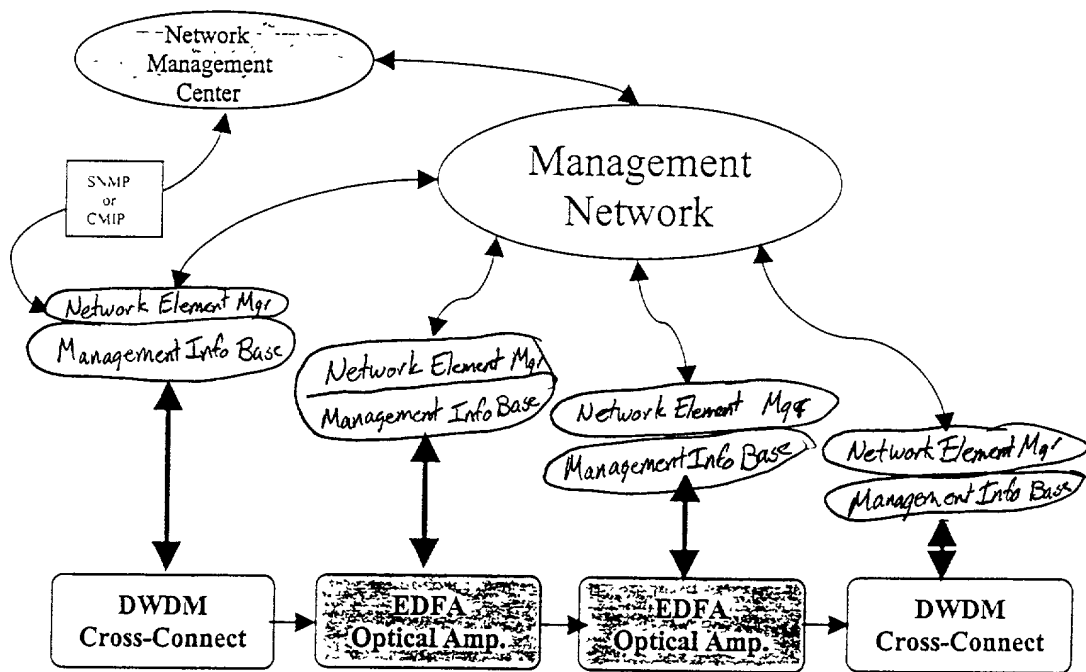 Network
Management
Center
Management
Network
SNMP
or
CMIP
Network Element Mgr
Management Info Base
Network Element Mgr
Management Info Base
Network Element Mgr
Management Info Base
Network Element Mgr
Management Info Base
DWDM
Cross-Connect
EDFA
Optical Amp.
EDFA
Optical Amp.
DWDM
Cross-Connect